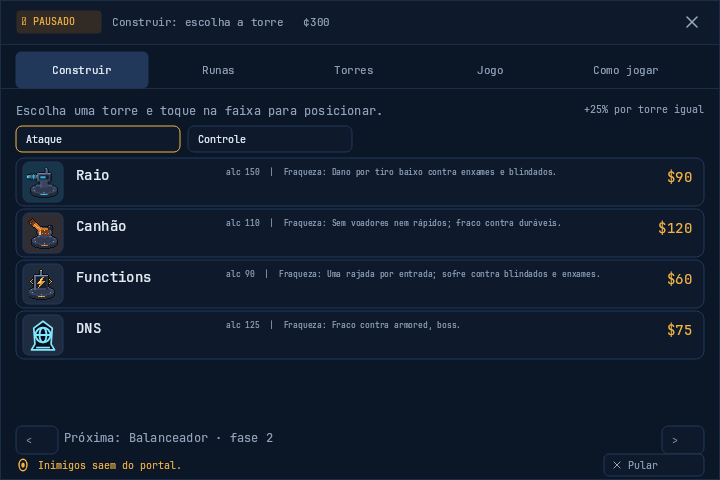 PAUSADO Construir: escolha a torre $300
Construir Runas Torres Jogo Como jogar
Escolha uma torre e toque na faixa para posicionar. +25% por torre igual
Ataque Controle
Raio alc 150 | Fraqueza: Dano por tiro baixo contra enxames e blindados. $90
Canhão alc 110 | Fraqueza: Sem voadores nem rápidos; fraco contra duráveis. $120
Functions alc 90 | Fraqueza: Uma rajada por entrada; sofre contra blindados e enxames. $60
DNS alc 125 | Fraqueza: Fraco contra armored, boss. $75
< Próxima: Balanceador · fase 2 >
Inimigos saem do portal. Pular